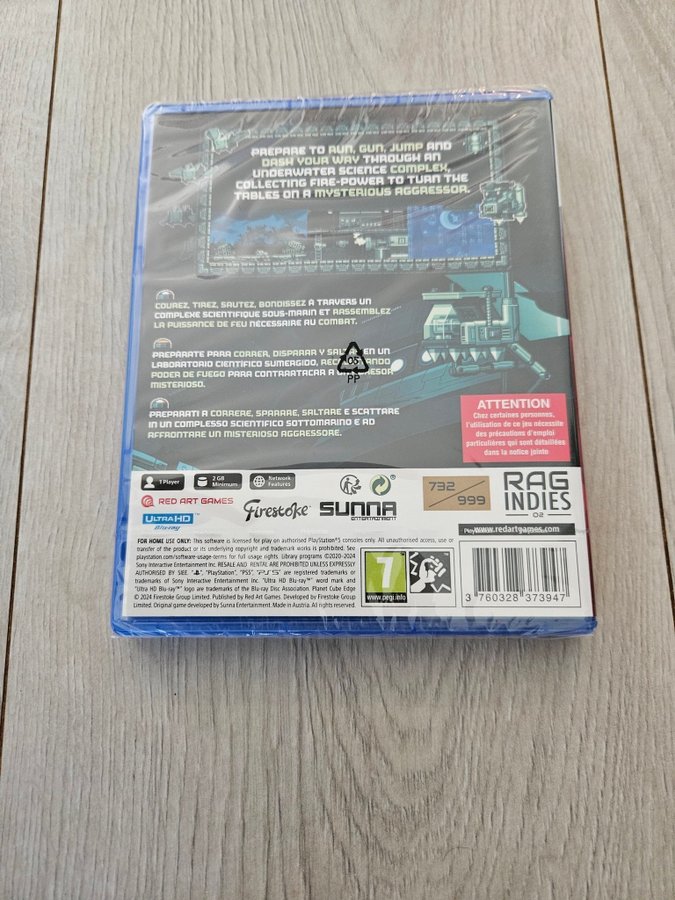 PREPARE TO RUN, GUN, JUMP AND
DASH YOUR WAY THROUGH AN
UNDERWATER SCIENCE COMPLEX,
COLLECTING FIRE-POWER TO TURN THE
TABLES ON A MYSTERIOUS AGGRESSOR.
COUREZ, TIREZ, SAUTEZ, BONDISSEZ À TRAVERS UN
COMPLEXE SCIENTIFIQUE SOUS-MARIN ET RASSEMBLEZ
LA PUISSANCE DE FEU NÉCESSAIRE AU COMBAT.
PREPÁRATE PARA CORRER, DISPARAR Y SALTAR EN UN
LABORATORIO CIENTÍFICO SUMERGIDO,
PODER DE FUEGO PARA CONTRAATACAR A
MISTERIOSO.
05
PP
PREPARATI A CORRERE, SPARARE, SALTARE E SCATTARE
IN UN COMPLESSO SCIENTIFICO SOTTOMARINO E AD
AFFRONTARE UN MISTERIOSO AGGRESSORE.
ATTENTION
Chez certaines personnes,
l'utilisation de ce jeu nécessite
des précautions d'emploi
particulières qui sont détaillées
dans la notice jointe
1 Player
2 GB
Minimum
Network
Features
RED ART GAMES
Firestoke
SUNNA
ENTERTAINMENT
732/999
RAG
INDIES
02
ULTRA HD
Blu-ray
www.redartgames.com
FOR HOME USE ONLY: This software is licensed for play on authorised PlayStation®5 consoles only. All unauthorised access, use or
transfer of the product or its underlying copyright and trademark works is prohibited. See
playstation.com/software-usage-terms for full usage rights. Library programs ©2020-2024
Sony Interactive Entertainment Inc. RESALE AND RENTAL ARE PROHIBITED UNLESS EXPRESSLY
AUTHORISED BY SIE. "PlayStation", "PS5", are registered trademarks or
trademarks of Sony Interactive Entertainment Inc. "Ultra HD Blu-ray™" word mark and
"Ultra HD Blu-ray™" logo are trademarks of the Blu-ray Disc Association. Planet Cube Edge
© 2024 Firestoke Group Limited. Published by Red Art Games. Developed by Firestoke Group
Limited. Original game developed by Sunna Entertainment. Made in Austria. All rights reserved.
7
www.pegi.info
3 760328 373947